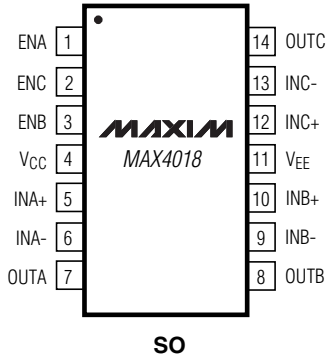 ENA 1 14 OUTC
ENC 2 13 INC-
ENB 3 MAXIM 12 INC+
VCC 4 MAX4018 11 VEE
INA+ 5 10 INB+
INA- 6 9 INB-
OUTA 7 8 OUTB
SO